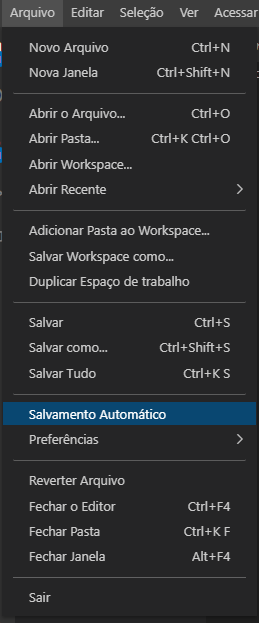 Arquivo Editar Seleção Ver Acessar
Novo Arquivo Ctrl+N
Nova Janela Ctrl+Shift+N
Abrir o Arquivo... Ctrl+O
Abrir Pasta... Ctrl+K Ctrl+O
Abrir Workspace...
Abrir Recente
Adicionar Pasta ao Workspace...
Salvar Workspace como...
Duplicar Espaço de trabalho
Salvar Ctrl+S
Salvar como... Ctrl+Shift+S
Salvar Tudo Ctrl+K S
Salvamento Automático
Preferências
Reverter Arquivo
Fechar o Editor Ctrl+F4
Fechar Pasta Ctrl+K F
Fechar Janela Alt+F4
Sair